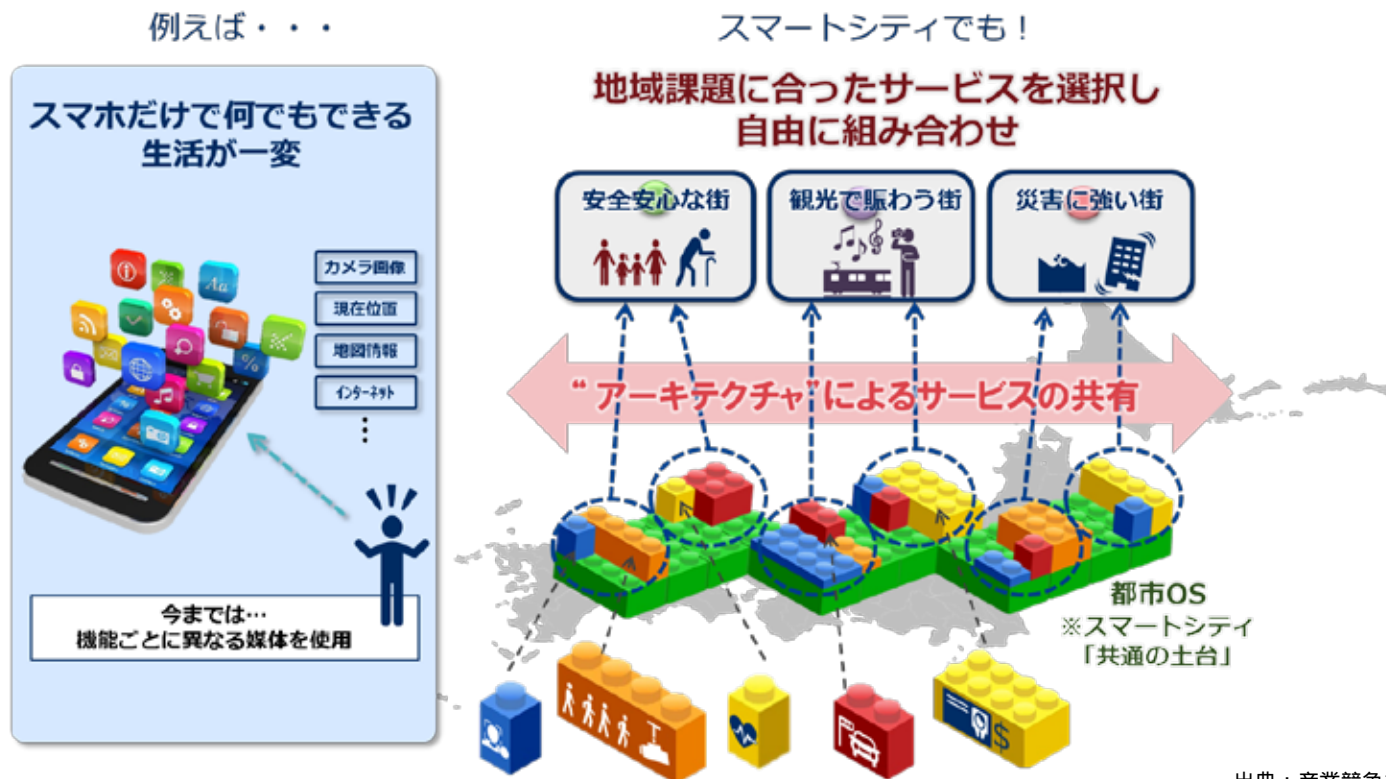 例えば・・・
スマホだけで何でもできる
生活が一変
カメラ画像
現在位置
地図情報
インターネット
今までは…
機能ごとに異なる媒体を使用
スマートシティでも！
地域課題に合ったサービスを選択し
自由に組み合わせ
安全安心な街
観光で賑わう街
災害に強い街
“アーキテクチャ”によるサービスの共有
都市OS
※スマートシティ
「共通の土台」
$